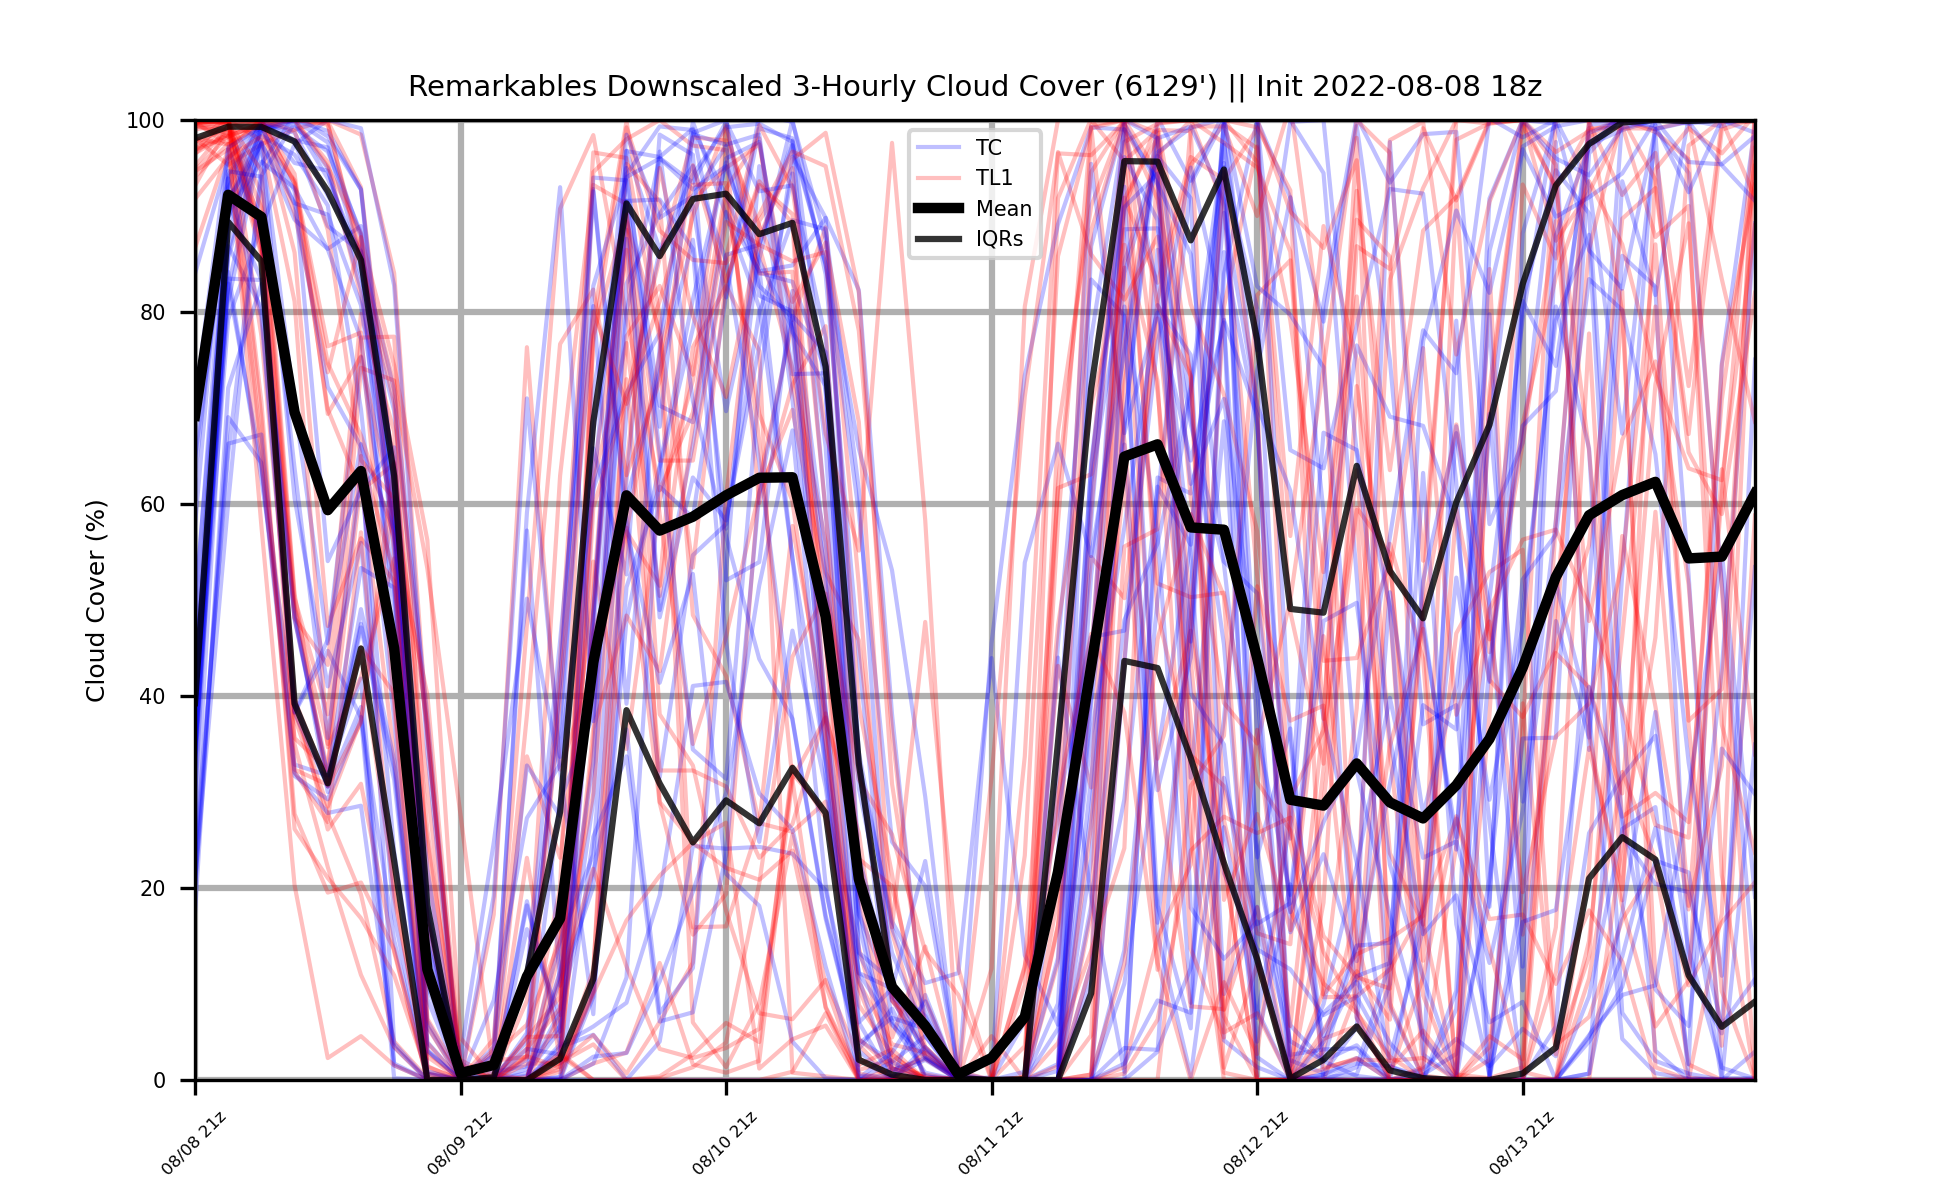 Remarkables Downscaled 3-Hourly Cloud Cover (6129') || Init 2022-08-08 18z
TC
TL1
Mean
IQRs
Cloud Cover (%)
100
80
60
40
20
0
08/08 21z
08/09 21z
08/10 21z
08/11 21z
08/12 21z
08/13 21z